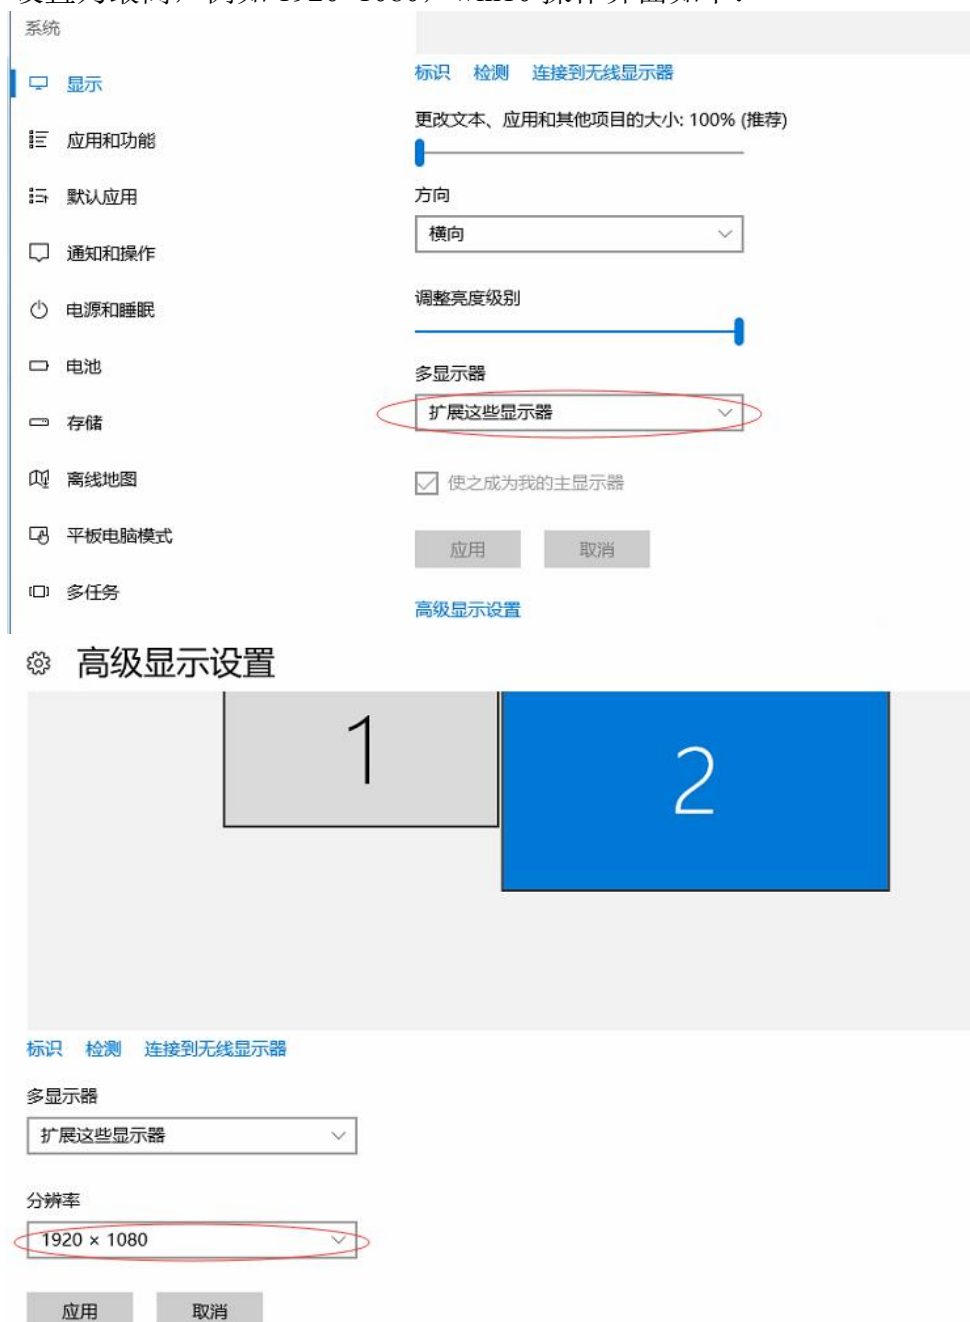 系统
标识 检测 连接到无线显示器
显示
更改文本、应用和其他项目的大小: 100% (推荐)
应用和功能
默认应用
方向
横向
通知和操作
调整亮度级别
电源和睡眠
电池
多显示器
扩展这些显示器
存储
离线地图
使之成为我的主显示器
平板电脑模式
应用 取消
多任务
高级显示设置
高级显示设置
1
2
标识 检测 连接到无线显示器
多显示器
扩展这些显示器
分辨率
1920 × 1080
应用 取消